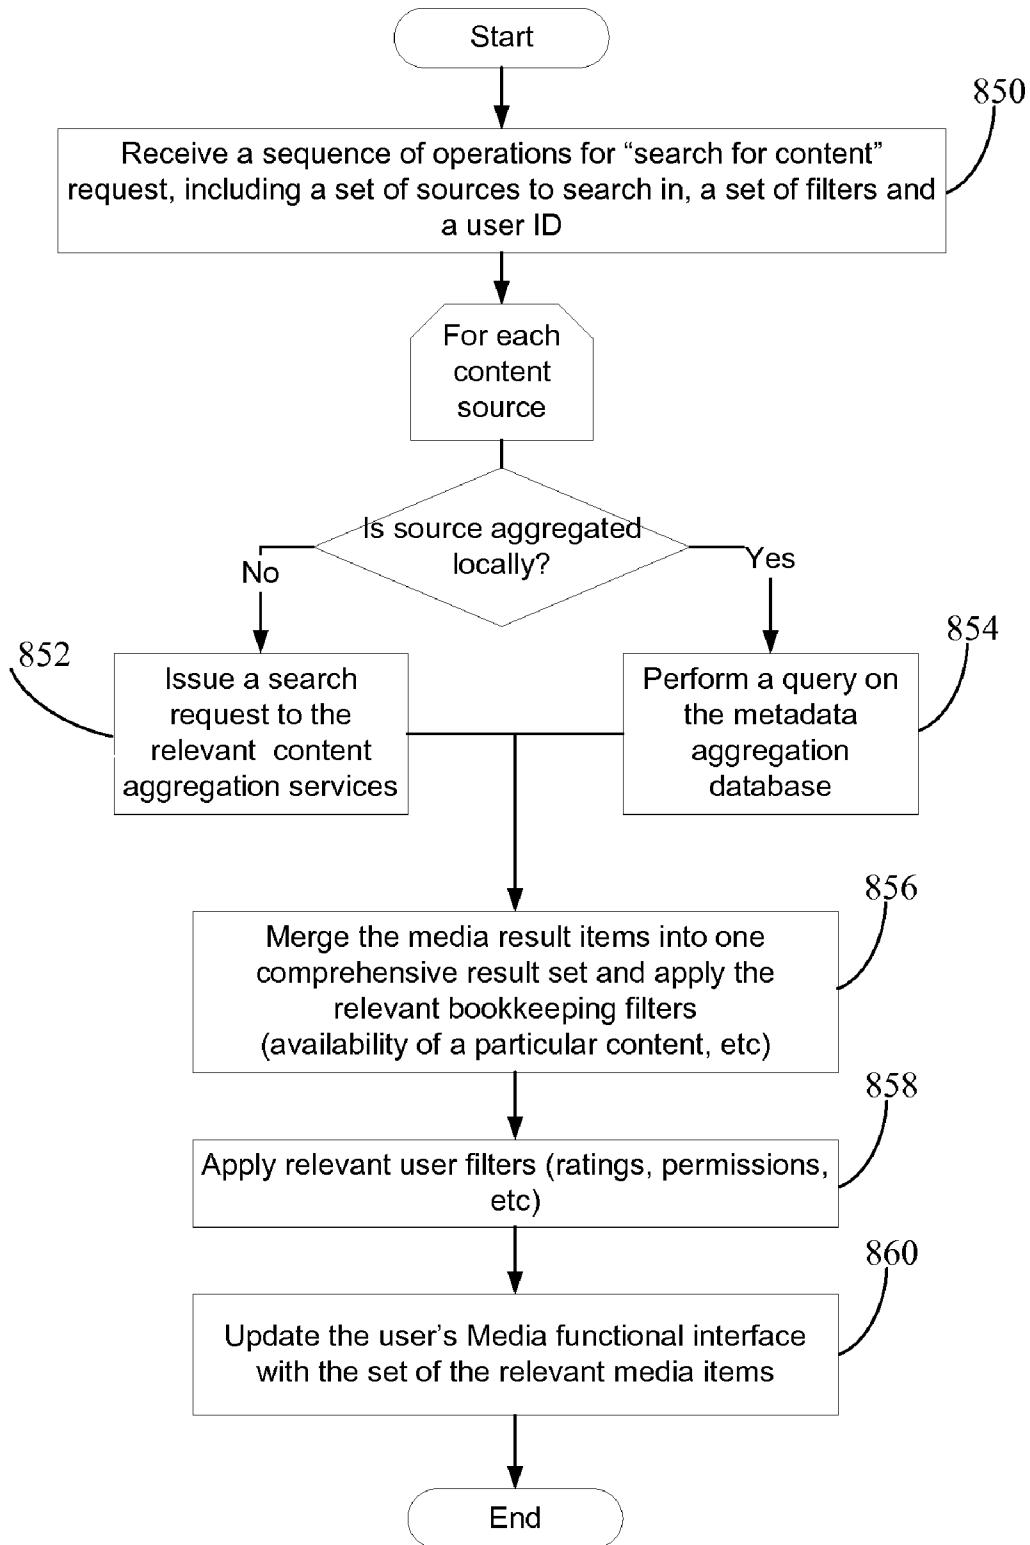 Start
850
Receive a sequence of operations for “search for content”
request, including a set of sources to search in, a set of filters and
a user ID
For each
content
source
Is source aggregated
locally?
No
Yes
852
854
Issue a search
request to the
relevant content
aggregation services
Perform a query on
the metadata
aggregation
database
856
Merge the media result items into one
comprehensive result set and apply the
relevant bookkeeping filters
(availability of a particular content, etc)
858
Apply relevant user filters (ratings, permissions,
etc)
860
Update the user’s Media functional interface
with the set of the relevant media items
End